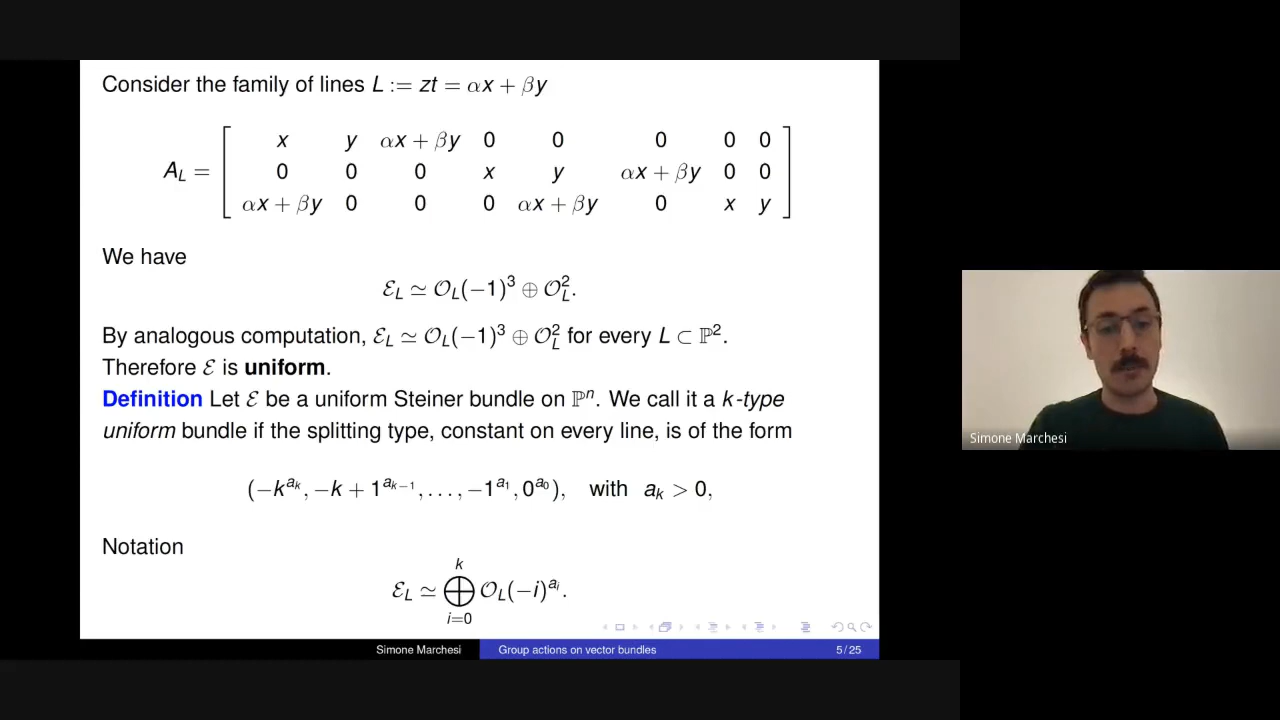 Consider the family of lines L := zt = αx + βy
A_L = [ x y αx + βy 0 0 0 0 0
0 0 0 x y αx + βy 0 0
αx + βy 0 0 0 αx + βy 0 x y ]
We have
ℰ_L ≃ 𝒪_L(−1)^3 ⊕ 𝒪_L^2.
By analogous computation, ℰ_L ≃ 𝒪_L(−1)^3 ⊕ 𝒪_L^2 for every L ⊂ ℙ^2.
Therefore ℰ is uniform.
Definition Let ℰ be a uniform Steiner bundle on ℙ^n. We call it a k-type
uniform bundle if the splitting type, constant on every line, is of the form
(−k^{a_k}, −k + 1^{a_{k−1}}, . . . , −1^{a_1}, 0^{a_0}), with a_k > 0,
Notation
ℰ_L ≃ ⊕_{i=0}^{k} 𝒪_L(−i)^{a_i}.
Simone Marchesi Group actions on vector bundles 5 / 25
Simone Marchesi